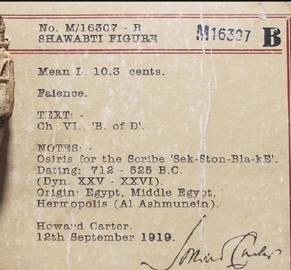 No. M/16307 - B
SHAWABTI FIGURE
M16307 B
Mean I. 10.3 cents.
Faience.
TEXT: -
Ch VI., 'B. of D'.
NOTES: -
Osiris for the Scribe 'Sek-Ston-Bla-kE'.
Dating: 712 - 525 B.C.
(Dyn. XXV - XXVI).
Origin: Egypt, Middle Egypt,
Hermopolis (Al Ashmunein).
Howard Carter.
12th September 1919.
Howard Carter